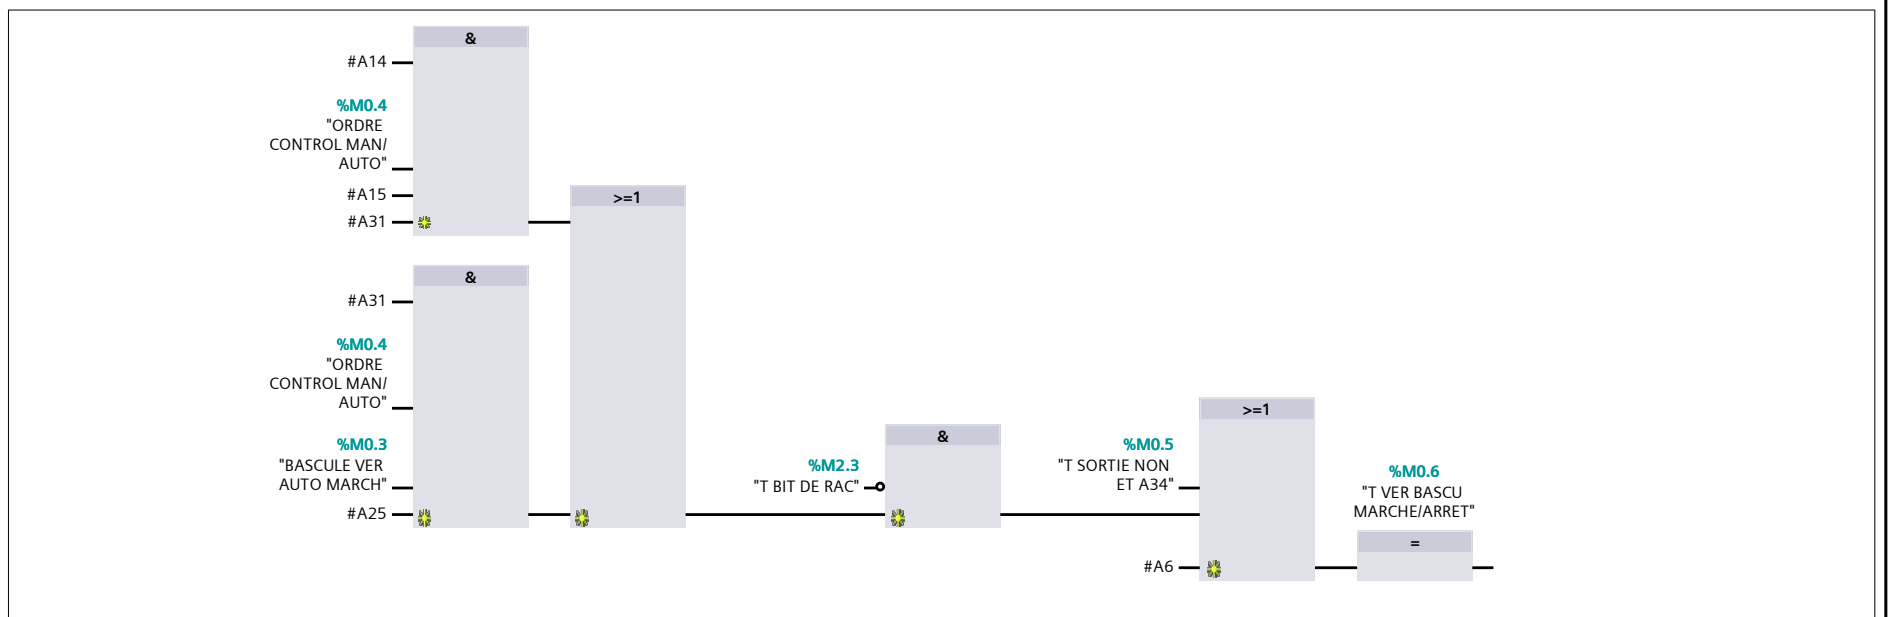 &
#A14
%M0.4
"ORDRE
CONTROL MAN/
AUTO"
#A15
#A31
>=1
&
#A31
%M0.4
"ORDRE
CONTROL MAN/
AUTO"
%M0.3
"BASCULE VER
AUTO MARCH"
#A25
&
%M2.3
"T BIT DE RAC"
>=1
%M0.5
"T SORTIE NON
ET A34"
#A6
%M0.6
"T VER BASCU
MARCHE/ARRET"
=